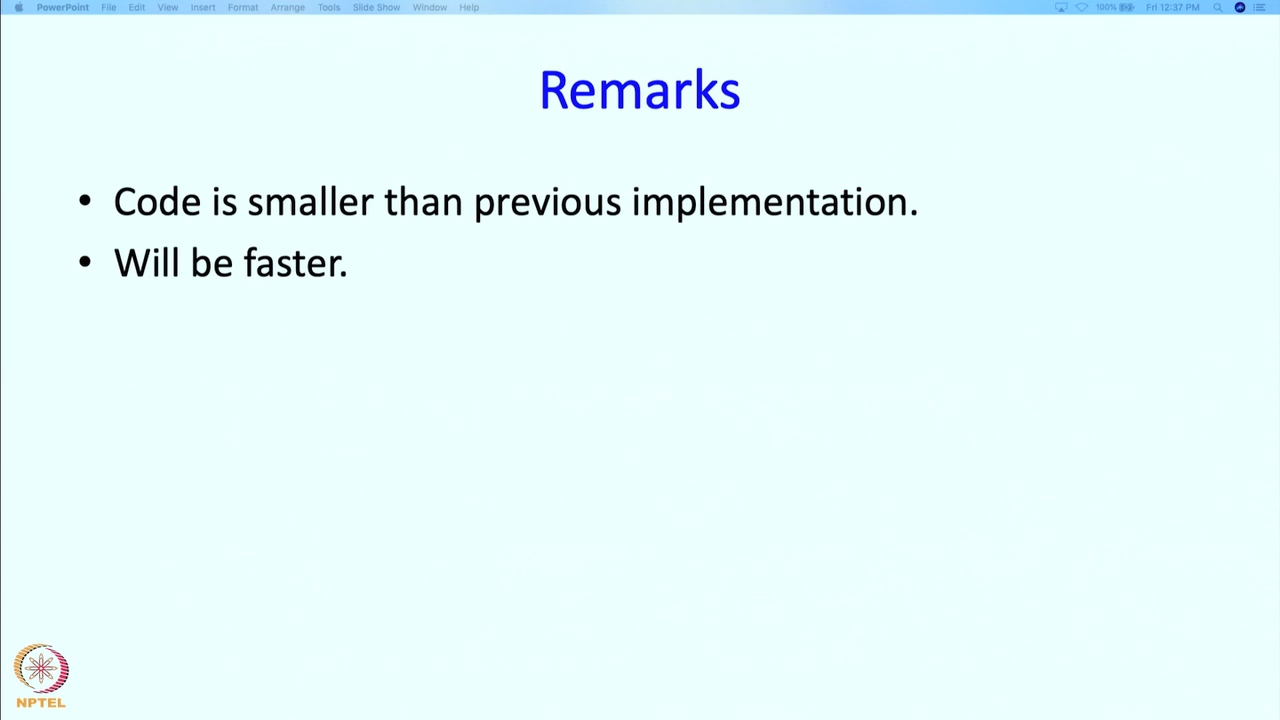 PowerPoint File Edit View Insert Format Arrange Tools Slide Show Window Help 100% Fri 12:37 PM
Remarks
• Code is smaller than previous implementation.
• Will be faster.
NPTEL